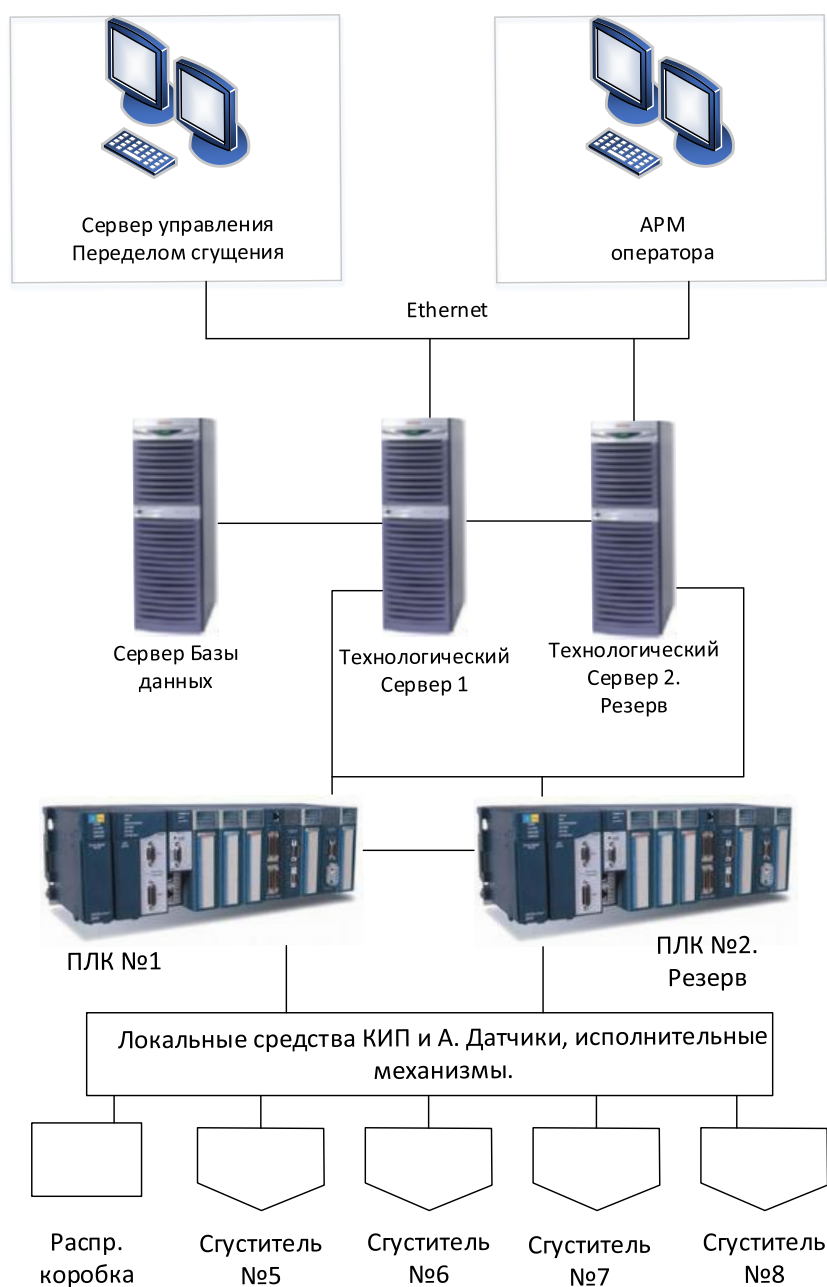 Сервер управления
Переделом сгущения
АРМ
оператора
Ethernet
Сервер Базы
данных
Технологический
Сервер 1
Технологический
Сервер 2.
Резерв
ПЛК №1
ПЛК №2.
Резерв
Локальные средства КИП и А. Датчики, исполнительные
механизмы.
Распр.
коробка
Сгуститель
№5
Сгуститель
№6
Сгуститель
№7
Сгуститель
№8